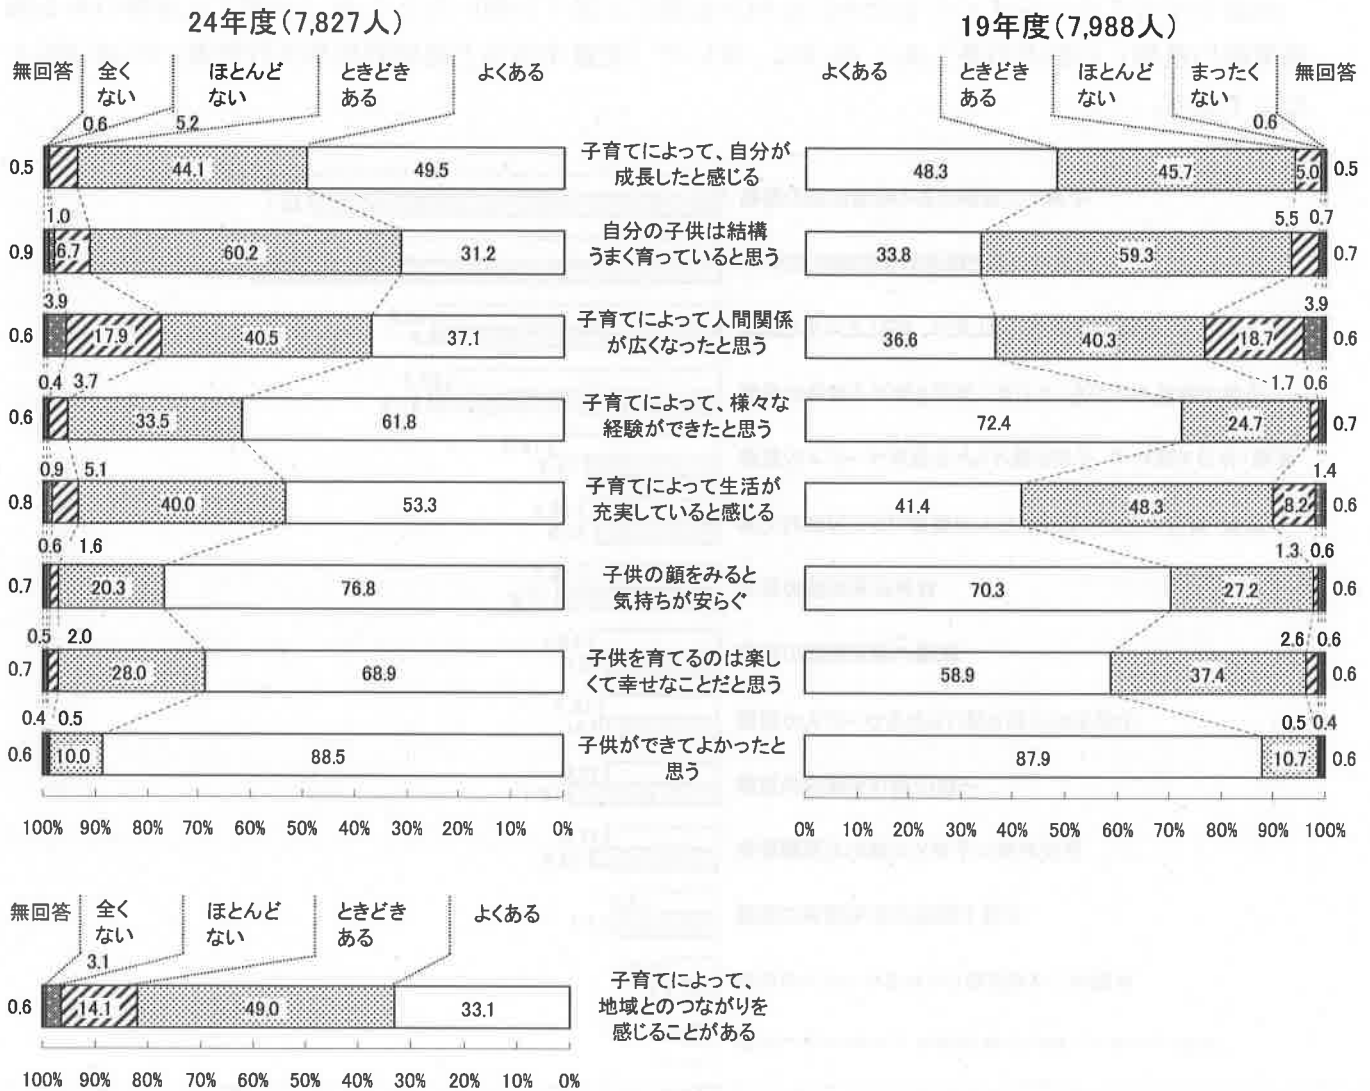 24年度(7,827人)
19年度(7,988人)
無回答
全く
ない
ほとんど
ない
ときどき
ある
よくある
よくある
ときどき
ある
ほとんど
ない
まったく
ない
無回答
0.6
5.2
0.6
0.5
44.1
49.5
子育てによって、自分が
成長したと感じる
48.3
45.7
5.0
0.5
1.0
5.5
0.7
0.9
6.7
60.2
31.2
自分の子供は結構
うまく育っていると思う
33.8
59.3
0.7
3.9
3.9
0.6
17.9
40.5
37.1
子育てによって人間関係
が広くなったと思う
36.6
40.3
18.7
0.6
0.4
3.7
1.7
0.6
0.6
33.5
61.8
子育てによって、様々な
経験ができたと思う
72.4
24.7
0.7
0.9
5.1
1.4
0.8
40.0
53.3
子育てによって生活が
充実していると感じる
41.4
48.3
8.2
0.6
0.6
1.6
1.3
0.6
0.7
20.3
76.8
子供の顔をみると
気持ちが安らぐ
70.3
27.2
0.6
0.5
2.0
2.6
0.6
0.7
28.0
68.9
子供を育てるのは楽し
くて幸せなことだと思う
58.9
37.4
0.6
0.4
0.5
0.5
0.4
0.6
10.0
88.5
子供ができてよかったと
思う
87.9
10.7
0.6
100% 90% 80% 70% 60% 50% 40% 30% 20% 10% 0%
0% 10% 20% 30% 40% 50% 60% 70% 80% 90% 100%
無回答
全く
ない
ほとんど
ない
ときどき
ある
よくある
3.1
0.6
14.1
49.0
33.1
子育てによって、
地域とのつながりを
感じることがある
100% 90% 80% 70% 60% 50% 40% 30% 20% 10% 0%